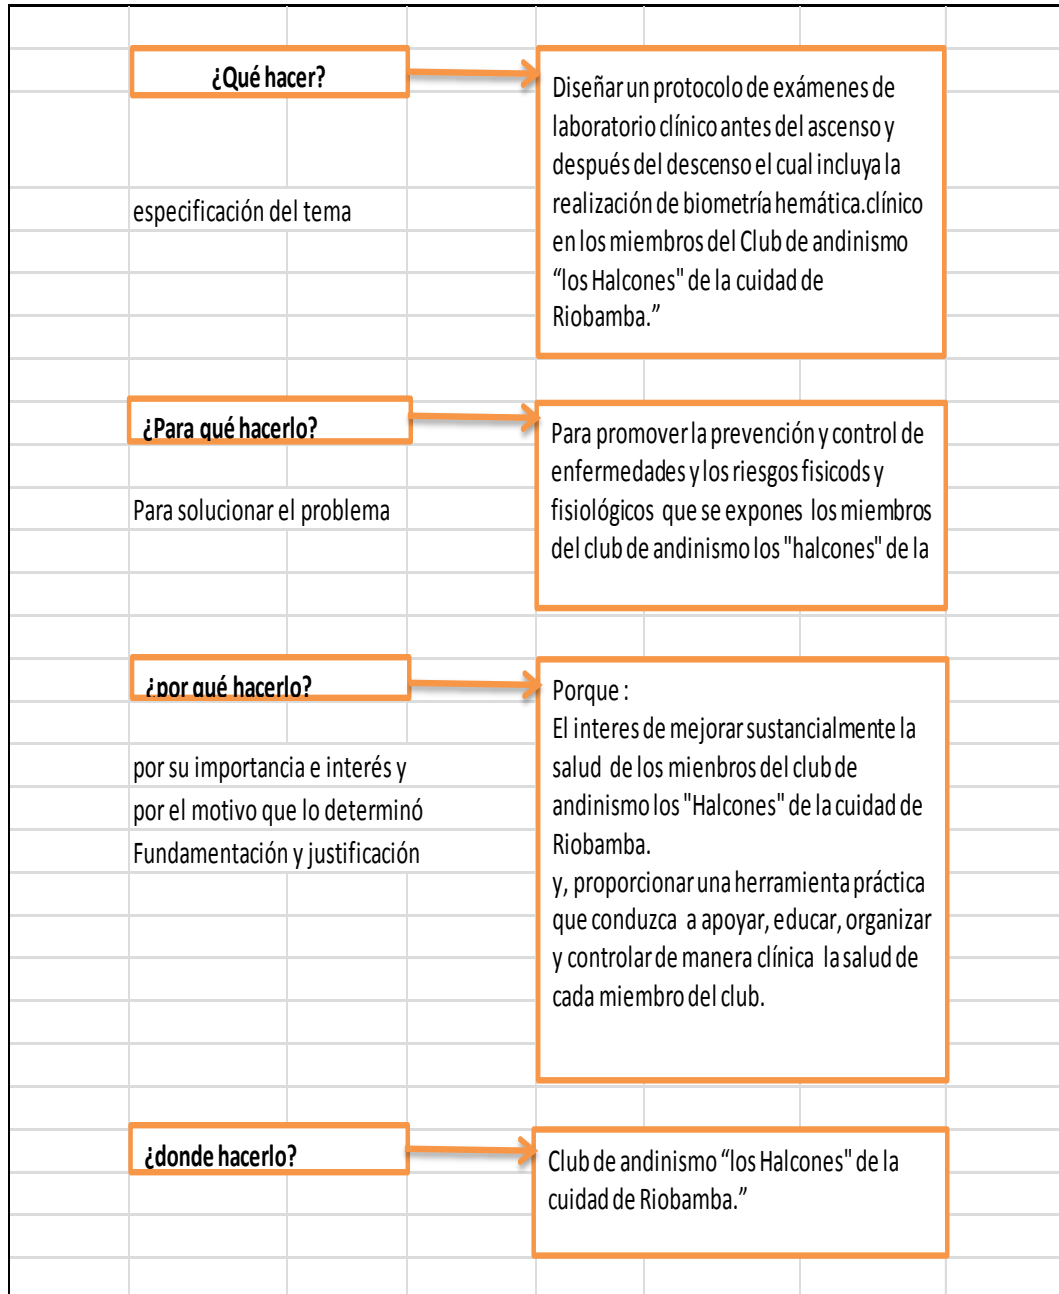 ¿Qué hacer?
Diseñar un protocolo de exámenes de
laboratorio clínico antes del ascenso y
después del descenso el cual incluya la
realización de biometría hemática.clínico
en los miembros del Club de andinismo
“los Halcones" de la cuidad de
Riobamba.”
especificación del tema
¿Para qué hacerlo?
Para promover la prevención y control de
enfermedades y los riesgos fisicods y
fisiológicos que se expones los miembros
del club de andinismo los "halcones" de la
Para solucionar el problema
¿por qué hacerlo?
Porque :
El interes de mejorar sustancialmente la
salud de los mienbros del club de
andinismo los "Halcones" de la cuidad de
Riobamba.
y, proporcionar una herramienta práctica
que conduzca a apoyar, educar, organizar
y controlar de manera clínica la salud de
cada miembro del club.
por su importancia e interés y
por el motivo que lo determinó
Fundamentación y justificación
¿donde hacerlo?
Club de andinismo “los Halcones" de la
cuidad de Riobamba.”